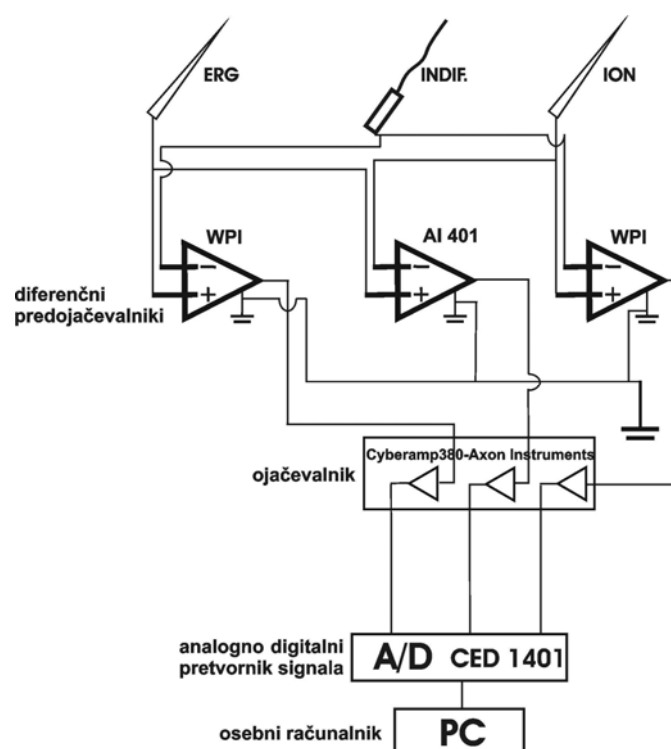 ERG
INDIF.
ION
WPI
AI 401
WPI
− +
− +
− +
diferenčni
predojačevalniki
Cyberamp380-Axon Instruments
ojačevalnik
analogno digitalni
pretvornik signala
A/D CED 1401
osebni računalnik
PC